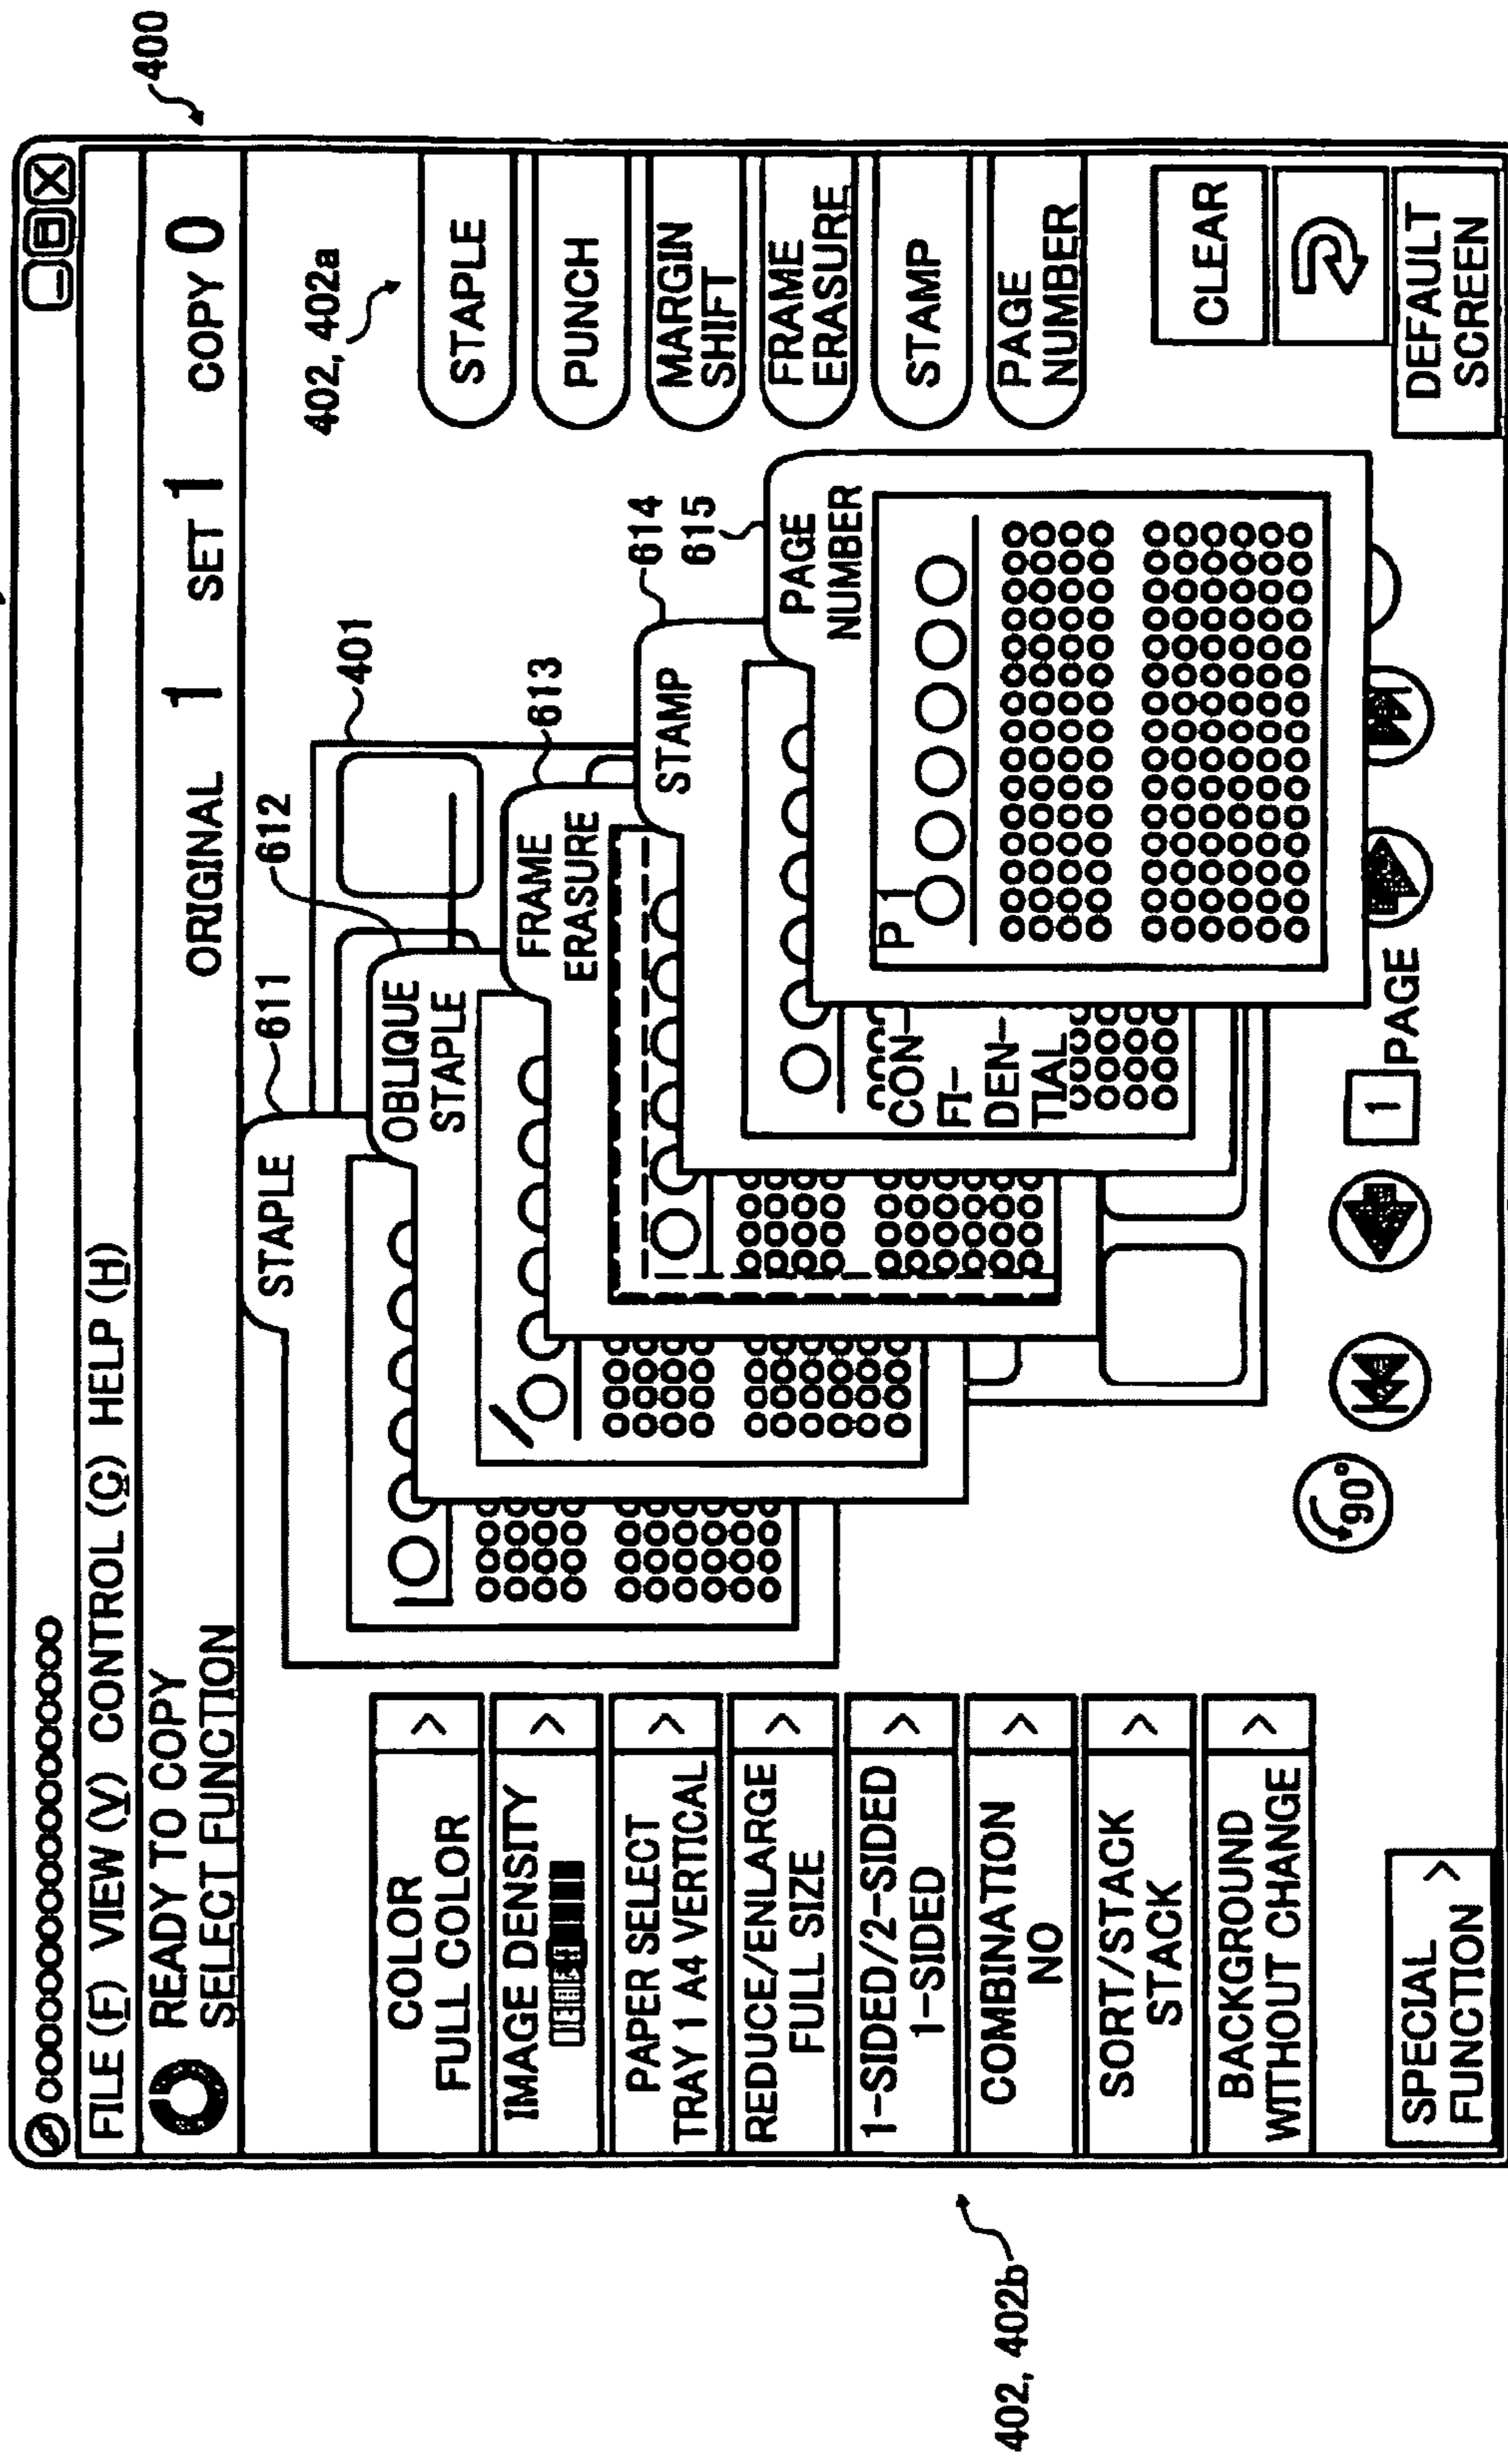 400
FILE (F) VIEW (V) CONTROL (C) HELP (H)
READY TO COPY
SELECT FUNCTION
ORIGINAL 1 SET 1 COPY 0
402, 402a
COLOR
FULL COLOR
IMAGE DENSITY
PAPER SELECT
TRAY 1 A4 VERTICAL
REDUCE/ENLARGE
FULL SIZE
1-SIDED/2-SIDED
1-SIDED
COMBINATION
NO
SORT/STACK
STACK
BACKGROUND
WITHOUT CHANGE
SPECIAL
FUNCTION
402, 402b
STAPLE
611
OBLIQUE
STAPLE
612
401
FRAME
ERASURE
613
STAMP
614
CON-
FI-
DEN-
TIAL
PAGE
NUMBER
615
P 1
90°
1 PAGE
STAPLE
PUNCH
MARGIN
SHIFT
FRAME
ERASURE
STAMP
PAGE
NUMBER
CLEAR
DEFAULT
SCREEN